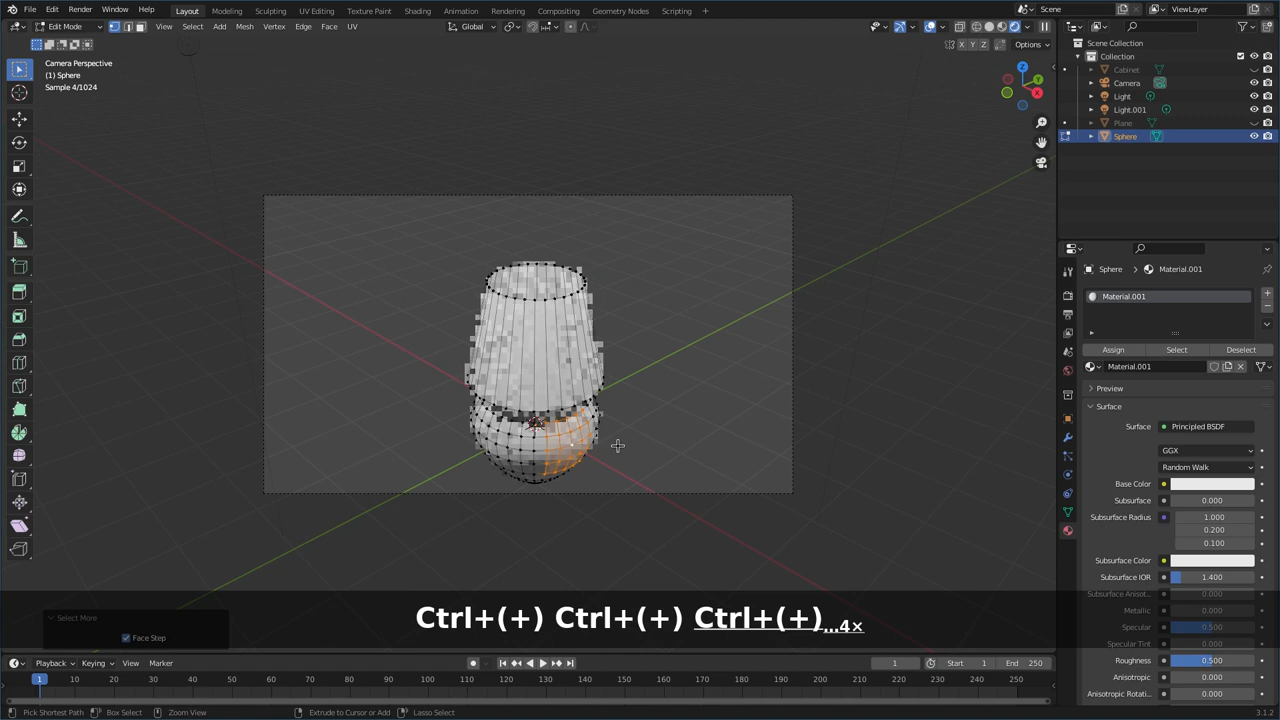 File Edit Render Window Help Layout Modeling Sculpting UV Editing Texture Paint Shading Animation Rendering Compositing Geometry Nodes Scripting Scene ViewLayer
Edit Mode View Select Add Mesh Vertex Edge Face UV Global
X Y Z Options
Camera Perspective
(1) Sphere
Sample 4/1024
Z
Y
X
Scene Collection
Collection
Cabinet
Camera
Light
Light.001
Plane
Sphere
Sphere Material.001
Material.001
Assign Select Deselect
Material.001
Preview
Surface
Surface Principled BSDF
GGX
Random Walk
Base Color
Subsurface 0.000
Subsurface Radius 1.000
0.200
0.100
Subsurface Color
Subsurface IOR 1.400
Subsurface Anisot... 0.000
Metallic 0.000
Specular 0.500
Specular Tint 0.000
Roughness 0.500
Anisotropic 0.000
Anisotropic Rotati... 0.000
Select More
Face Step
Ctrl+(+) Ctrl+(+) Ctrl+(+)...4×
Playback Keying View Marker 1 Start 1 End 250
1 10 20 30 40 50 60 70 80 90 100 110 120 130 140 150 160 170 180 190 200 210 220 230 240 250
Pick Shortest Path Box Select Zoom View Extrude to Cursor or Add Lasso Select 3.1.2